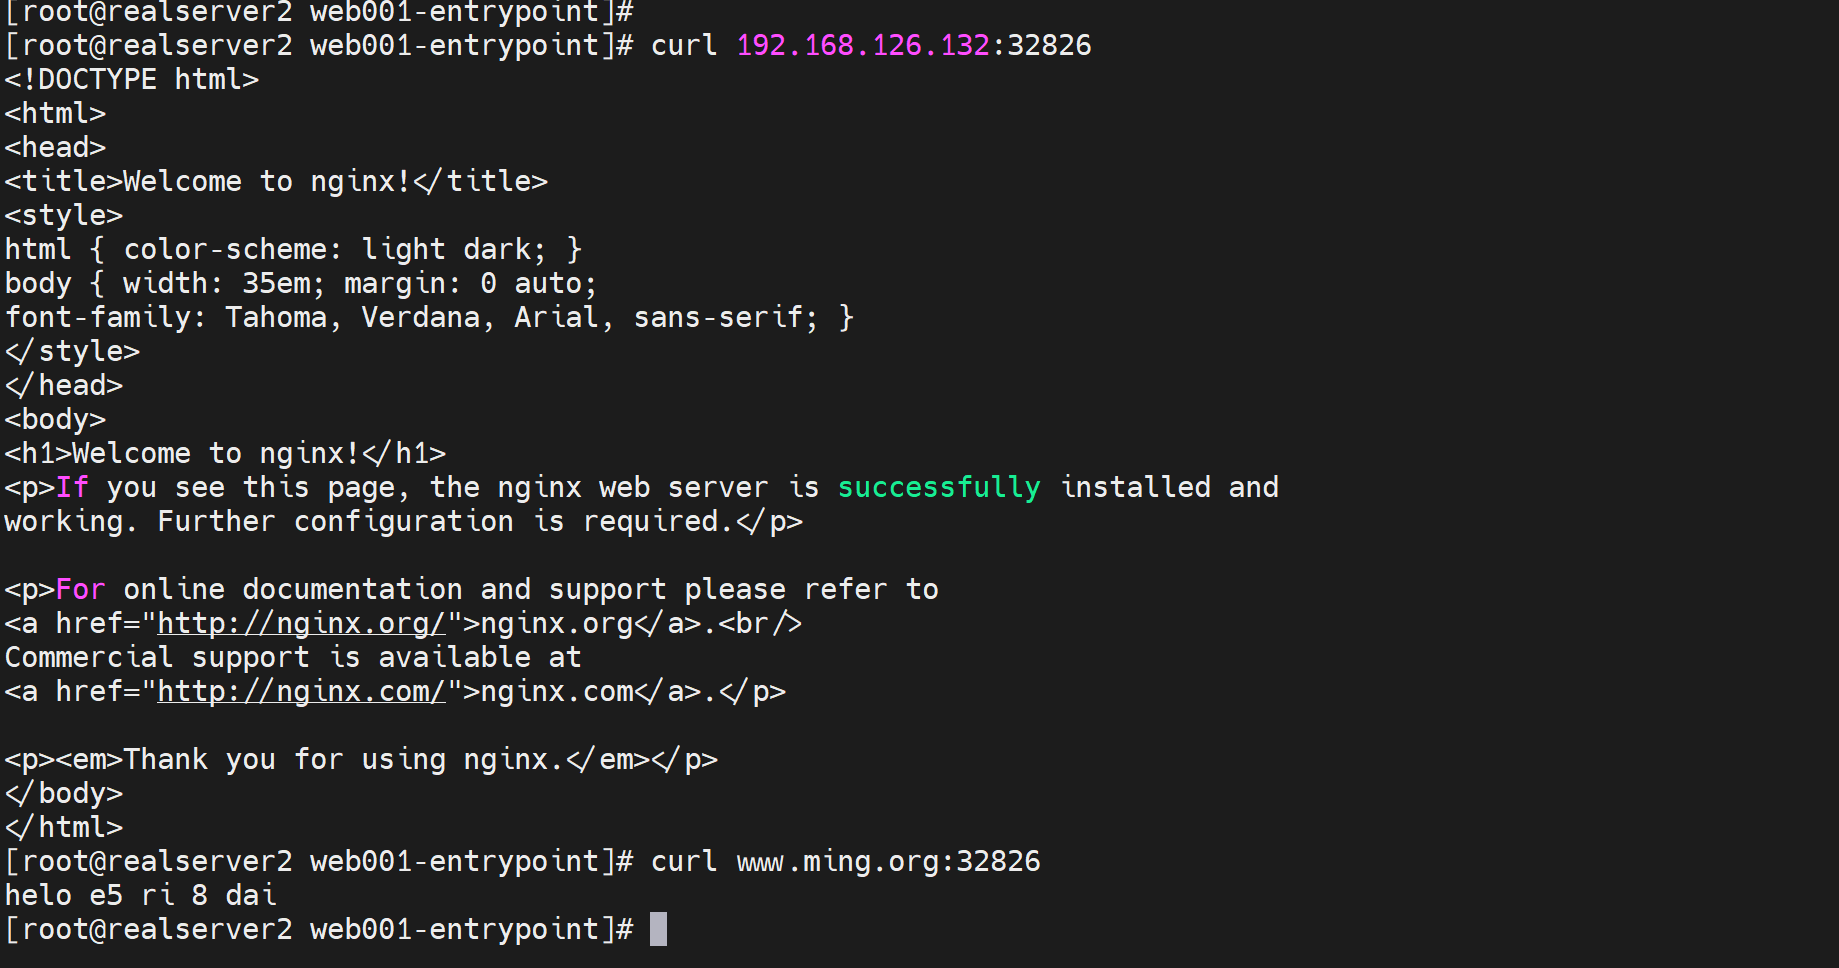 [root@realserver2 web001-entrypoint]#
[root@realserver2 web001-entrypoint]# curl 192.168.126.132:32826
<!DOCTYPE html>
<html>
<head>
<title>Welcome to nginx!</title>
<style>
html { color-scheme: light dark; }
body { width: 35em; margin: 0 auto;
font-family: Tahoma, Verdana, Arial, sans-serif; }
</style>
</head>
<body>
<h1>Welcome to nginx!</h1>
<p>If you see this page, the nginx web server is successfully installed and
working. Further configuration is required.</p>

<p>For online documentation and support please refer to
<a href="http://nginx.org/">nginx.org</a>.<br/>
Commercial support is available at
<a href="http://nginx.com/">nginx.com</a>.</p>

<p><em>Thank you for using nginx.</em></p>
</body>
</html>
[root@realserver2 web001-entrypoint]# curl www.ming.org:32826
helo e5 ri 8 dai
[root@realserver2 web001-entrypoint]#